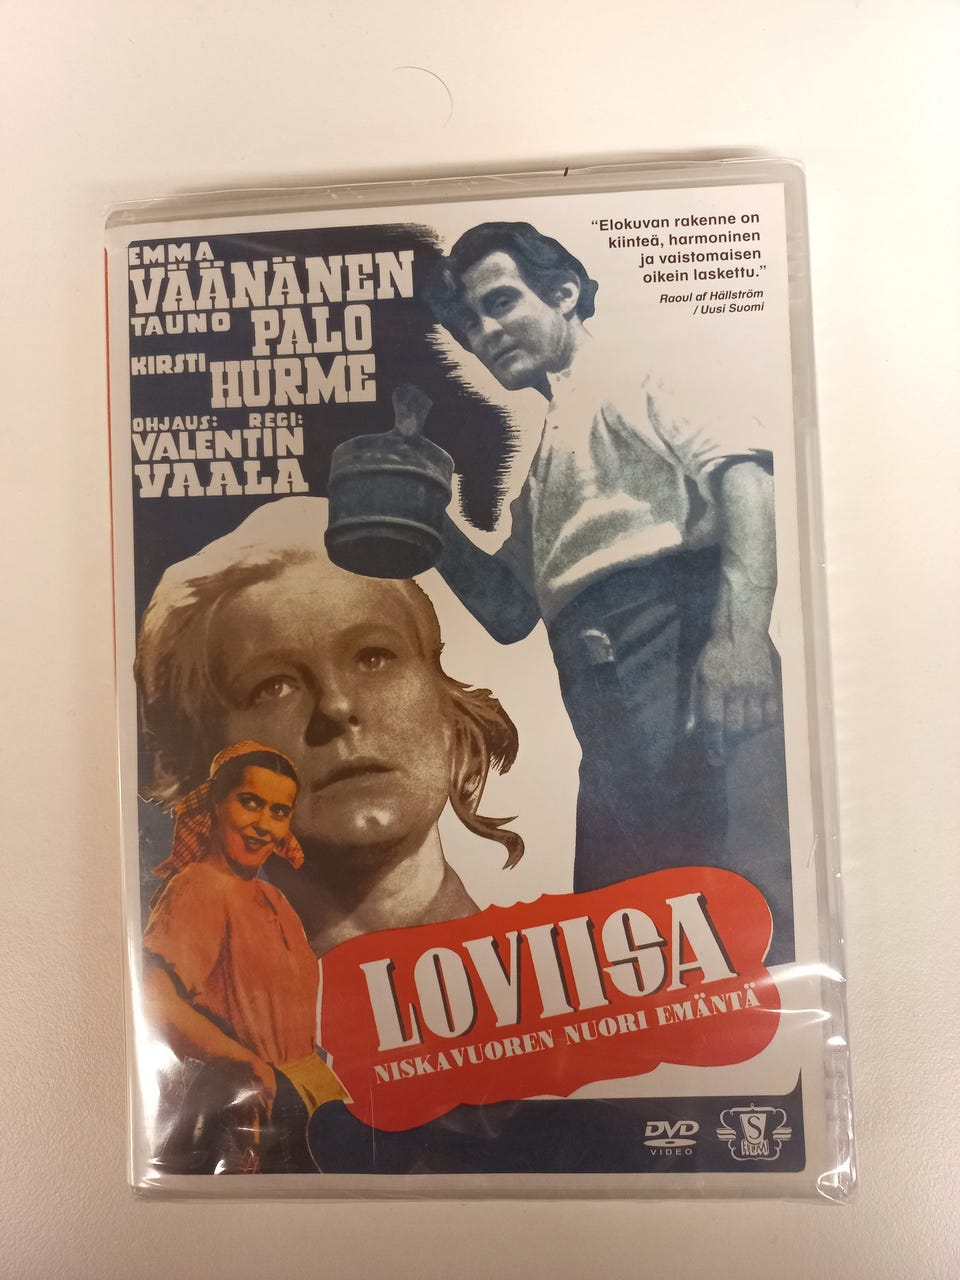 EMMA
VÄÄNÄNEN
TAUNO PALO
KIRSTI HURME
OHJAUS: REGI:
VALENTIN
VAALA
“Elokuvan rakenne on
kiinteä, harmoninen
ja vaistomaisen
oikein laskettu.”
Raoul af Hällström
/ Uusi Suomi
LOVIISA
NISKAVUOREN NUORI EMÄNTÄ
DVD
VIDEO
S
FILMI